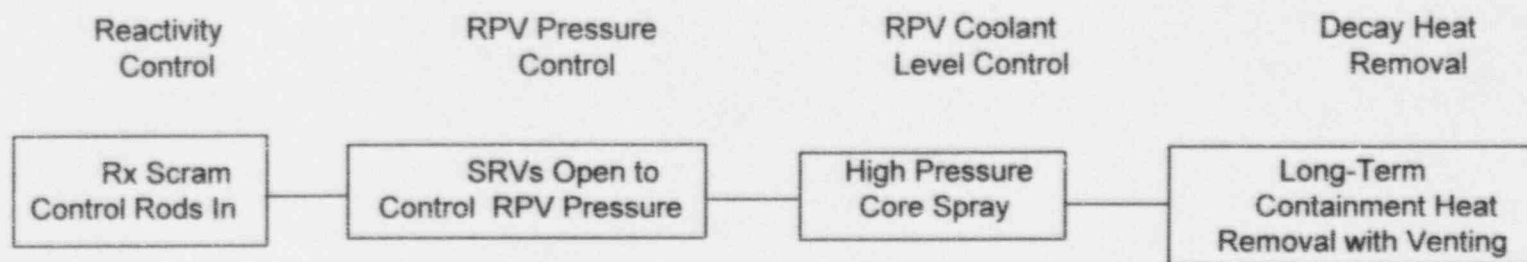 Reactivity
Control
RPV Pressure
Control
RPV Coolant
Level Control
Decay Heat
Removal
Rx Scram
Control Rods In
SRVs Open to
Control RPV Pressure
High Pressure
Core Spray
Long-Term
Containment Heat
Removal with Venting